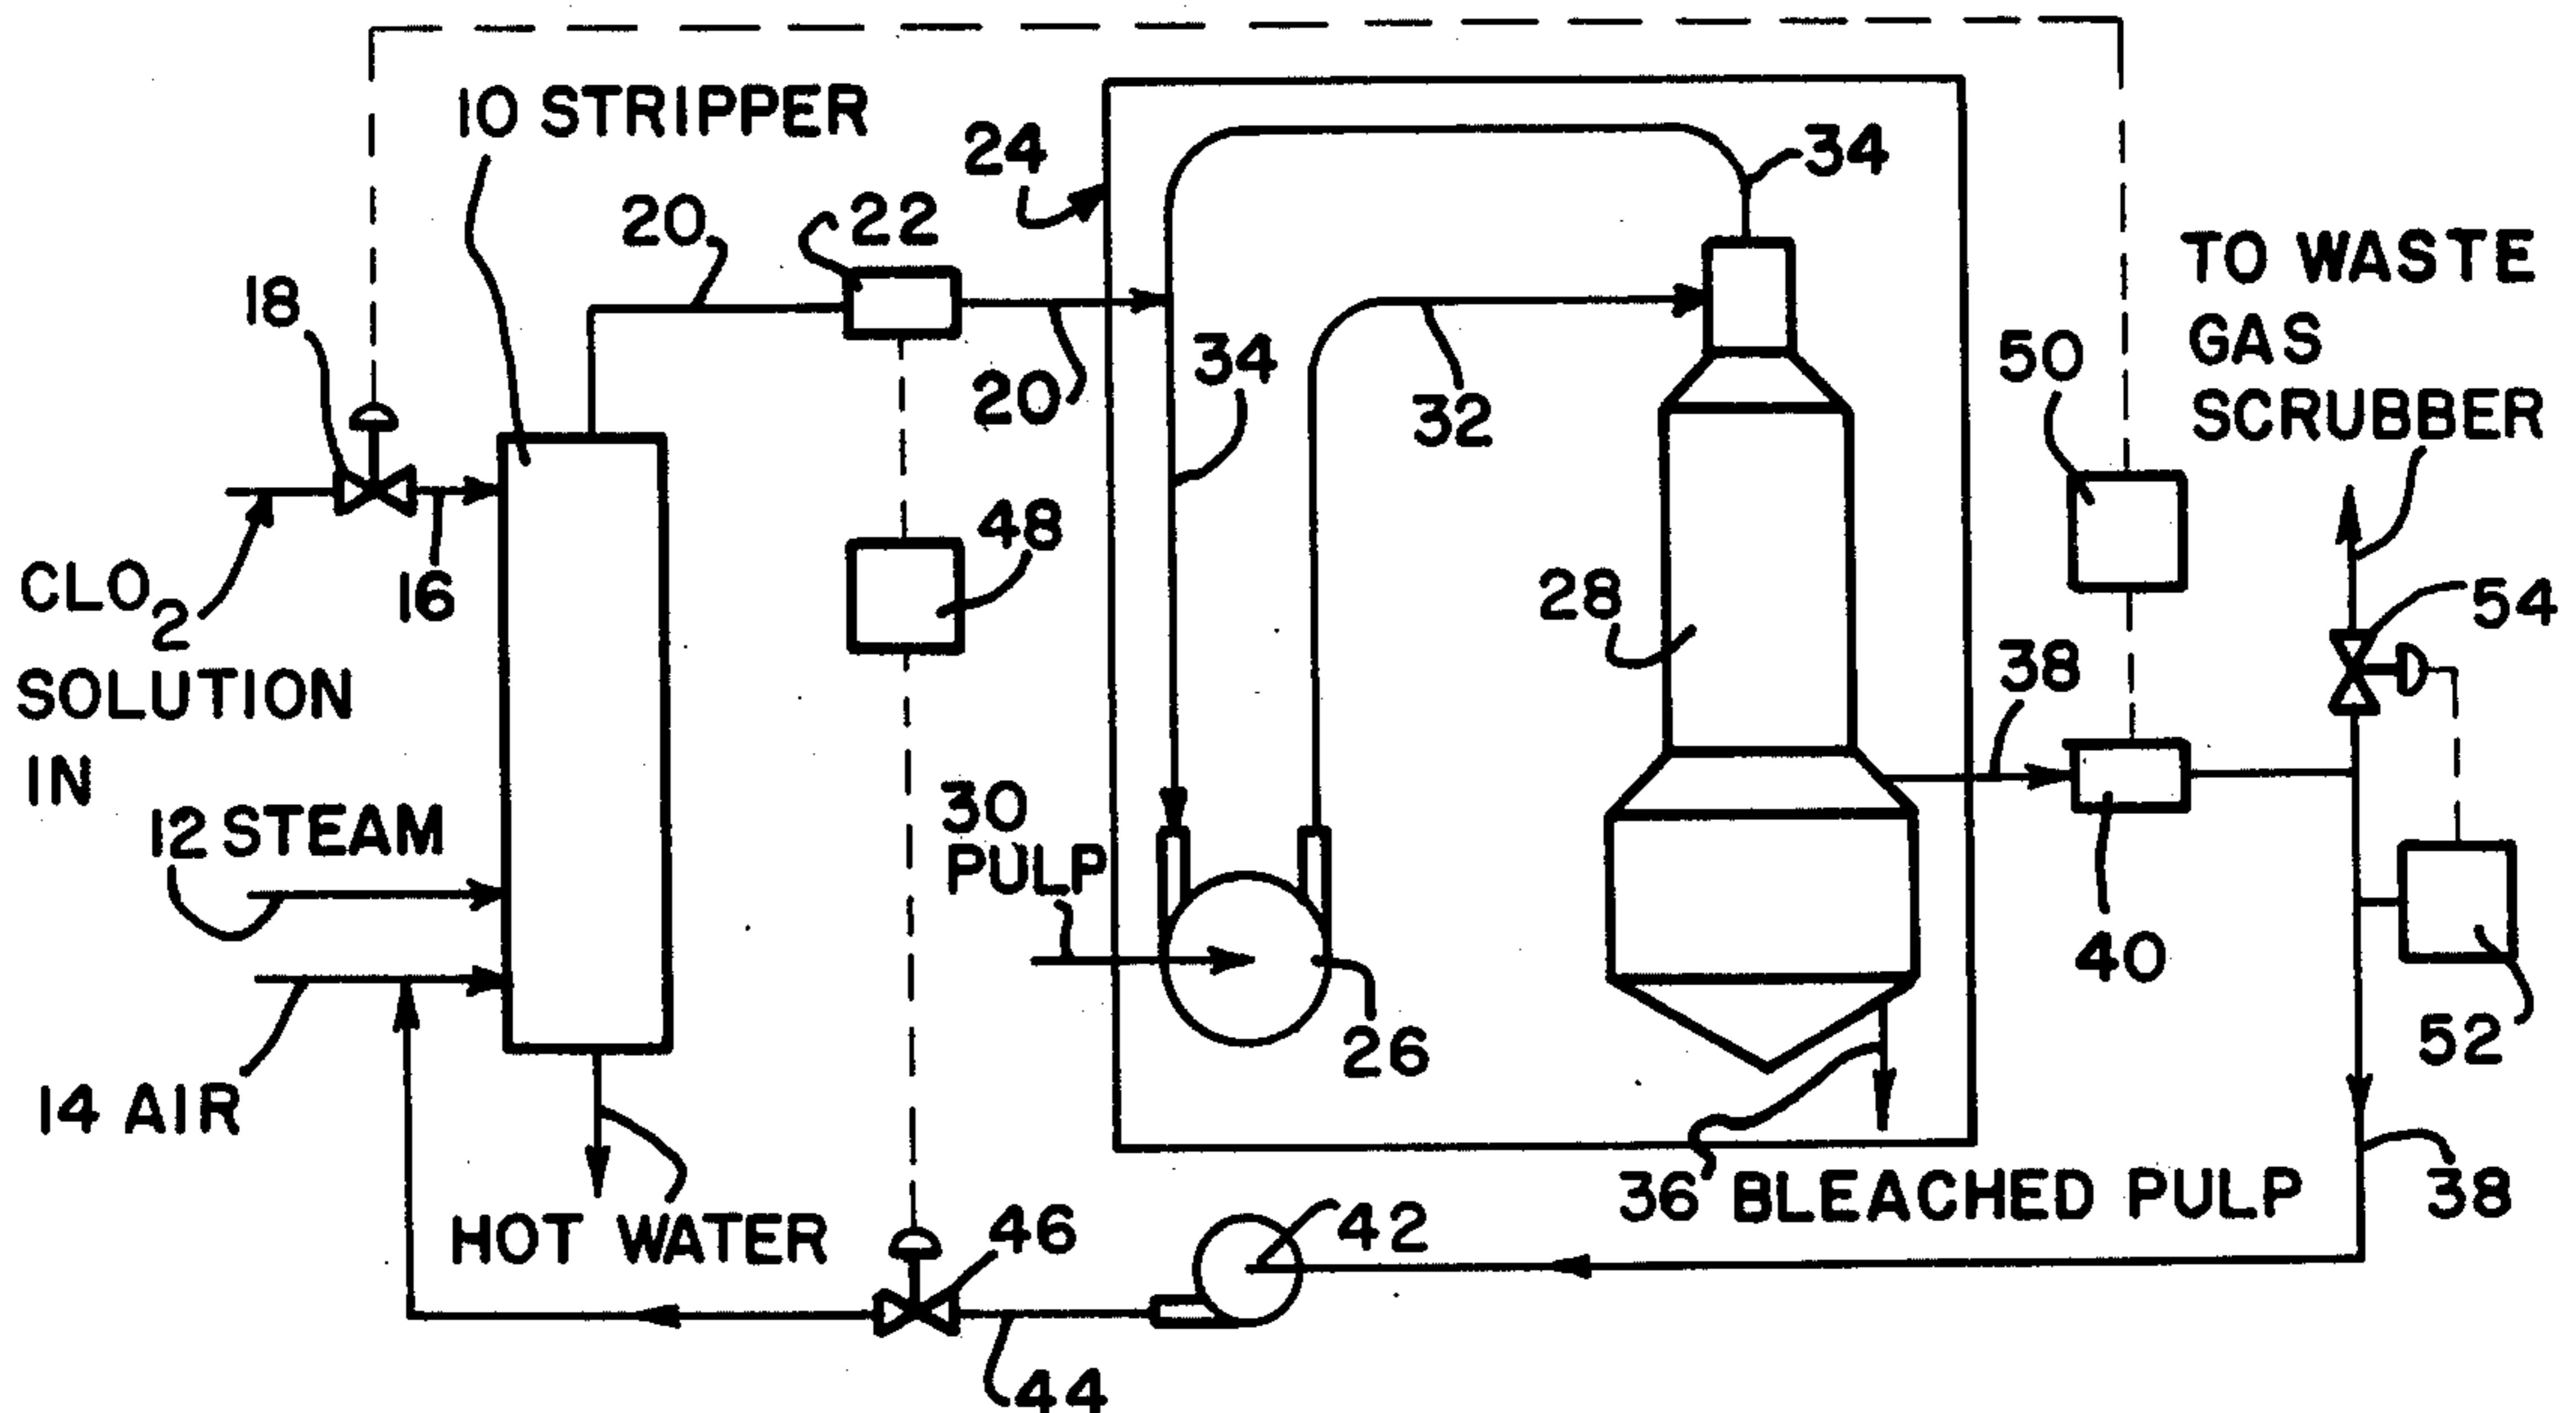 10 STRIPPER
24
34
20
22
TO WASTE
GAS
SCRUBBER
18
34
20
32
50
48
CLO2
SOLUTION
IN
16
28
54
38
12 STEAM
30
PULP
40
14 AIR
26
52
HOT WATER
46
42
36 BLEACHED PULP
38
44